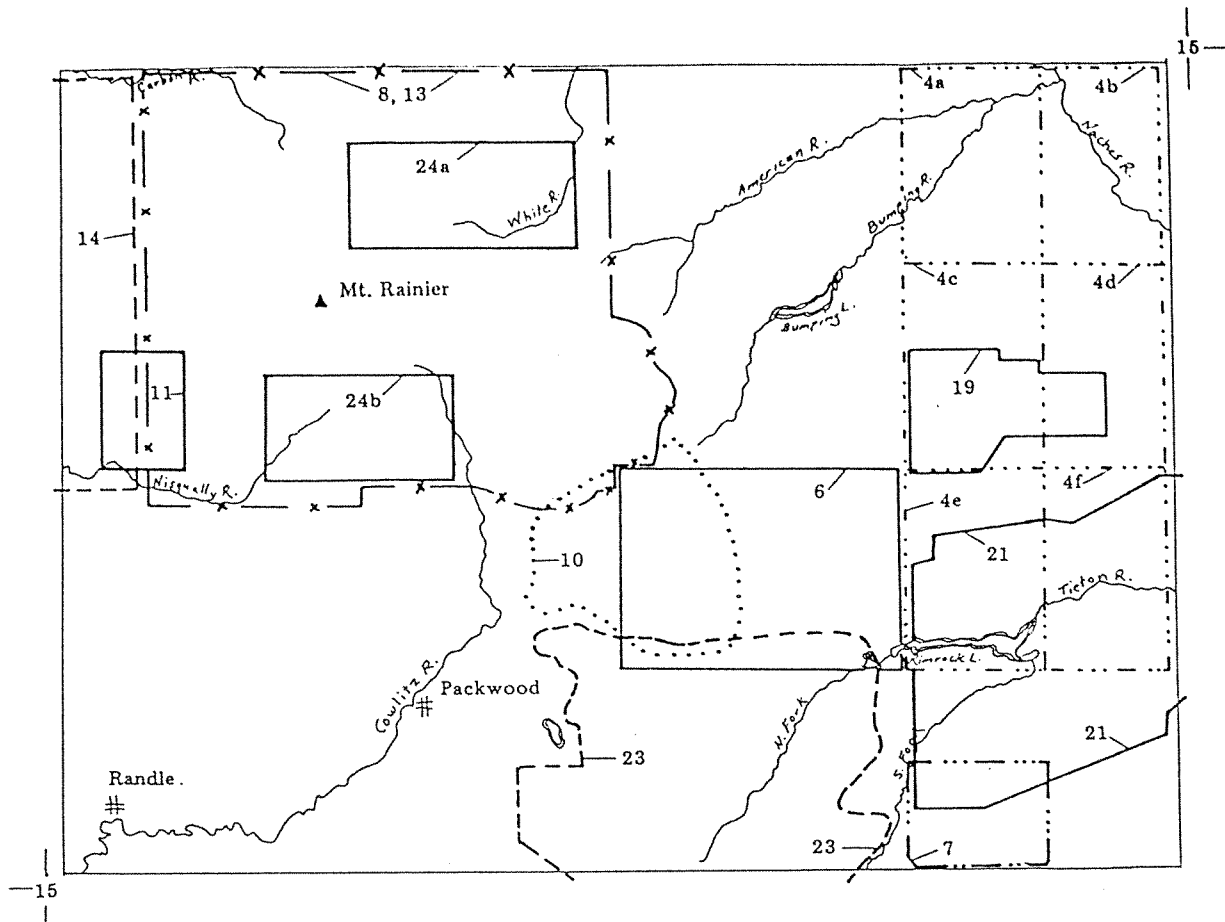 15
Carbon R.
8, 13
4a
4b
Naches R.
24a
American R.
White R.
Bumping R.
14
4c
4d
Mt. Rainier
Bumping L.
11
24b
19
Nisqually R.
6
4f
4e
10
21
Tieton R.
Rimrock L.
Cowlitz R.
Packwood
N. Fork
21
23
S. Fo
Randle.
23
7
15